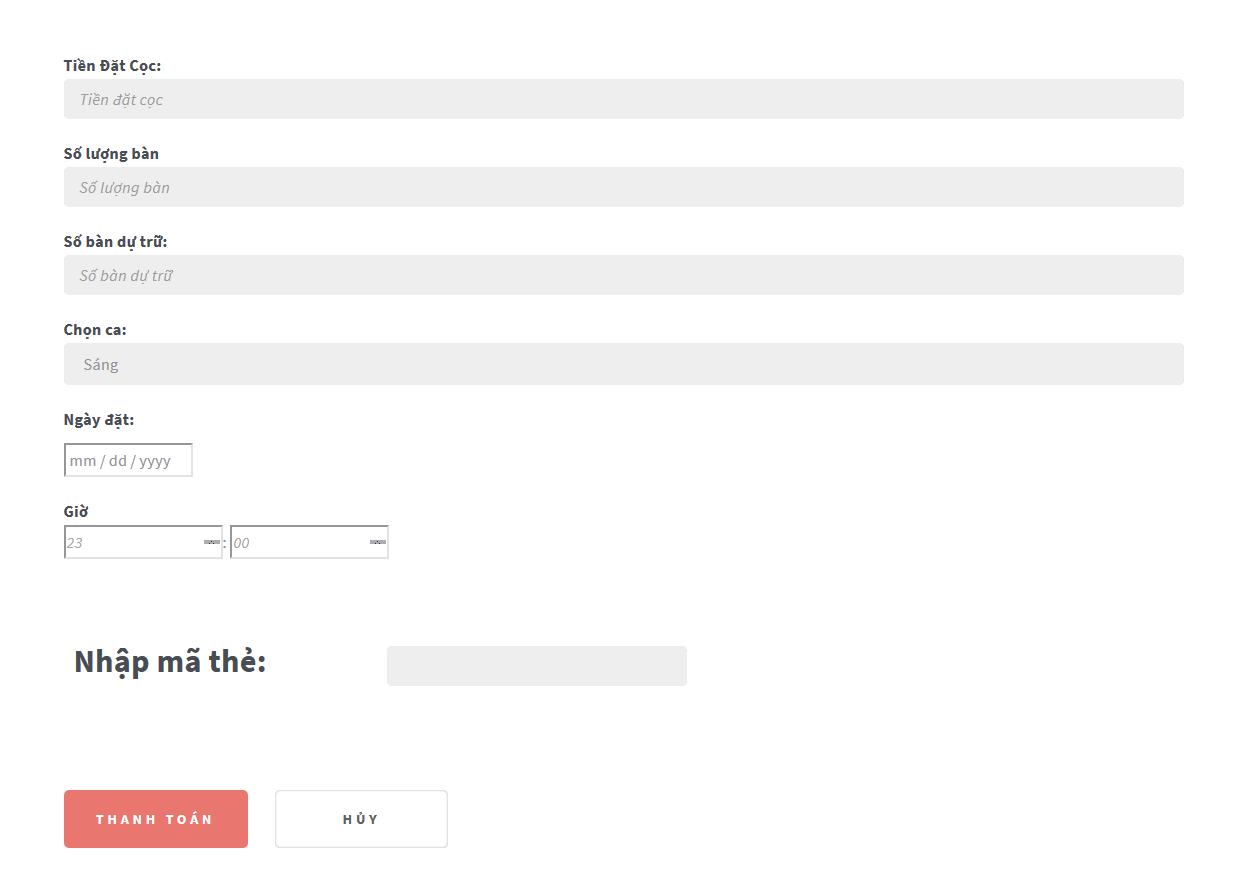 Tiền Đặt Cọc:
Tiền đặt cọc
Số lượng bàn
Số lượng bàn
Số bàn dự trữ:
Số bàn dự trữ
Chọn ca:
Sáng
Ngày đặt:
mm / dd / yyyy
Giờ
23 : 00
Nhập mã thẻ:
THANH TOÁN HỦY